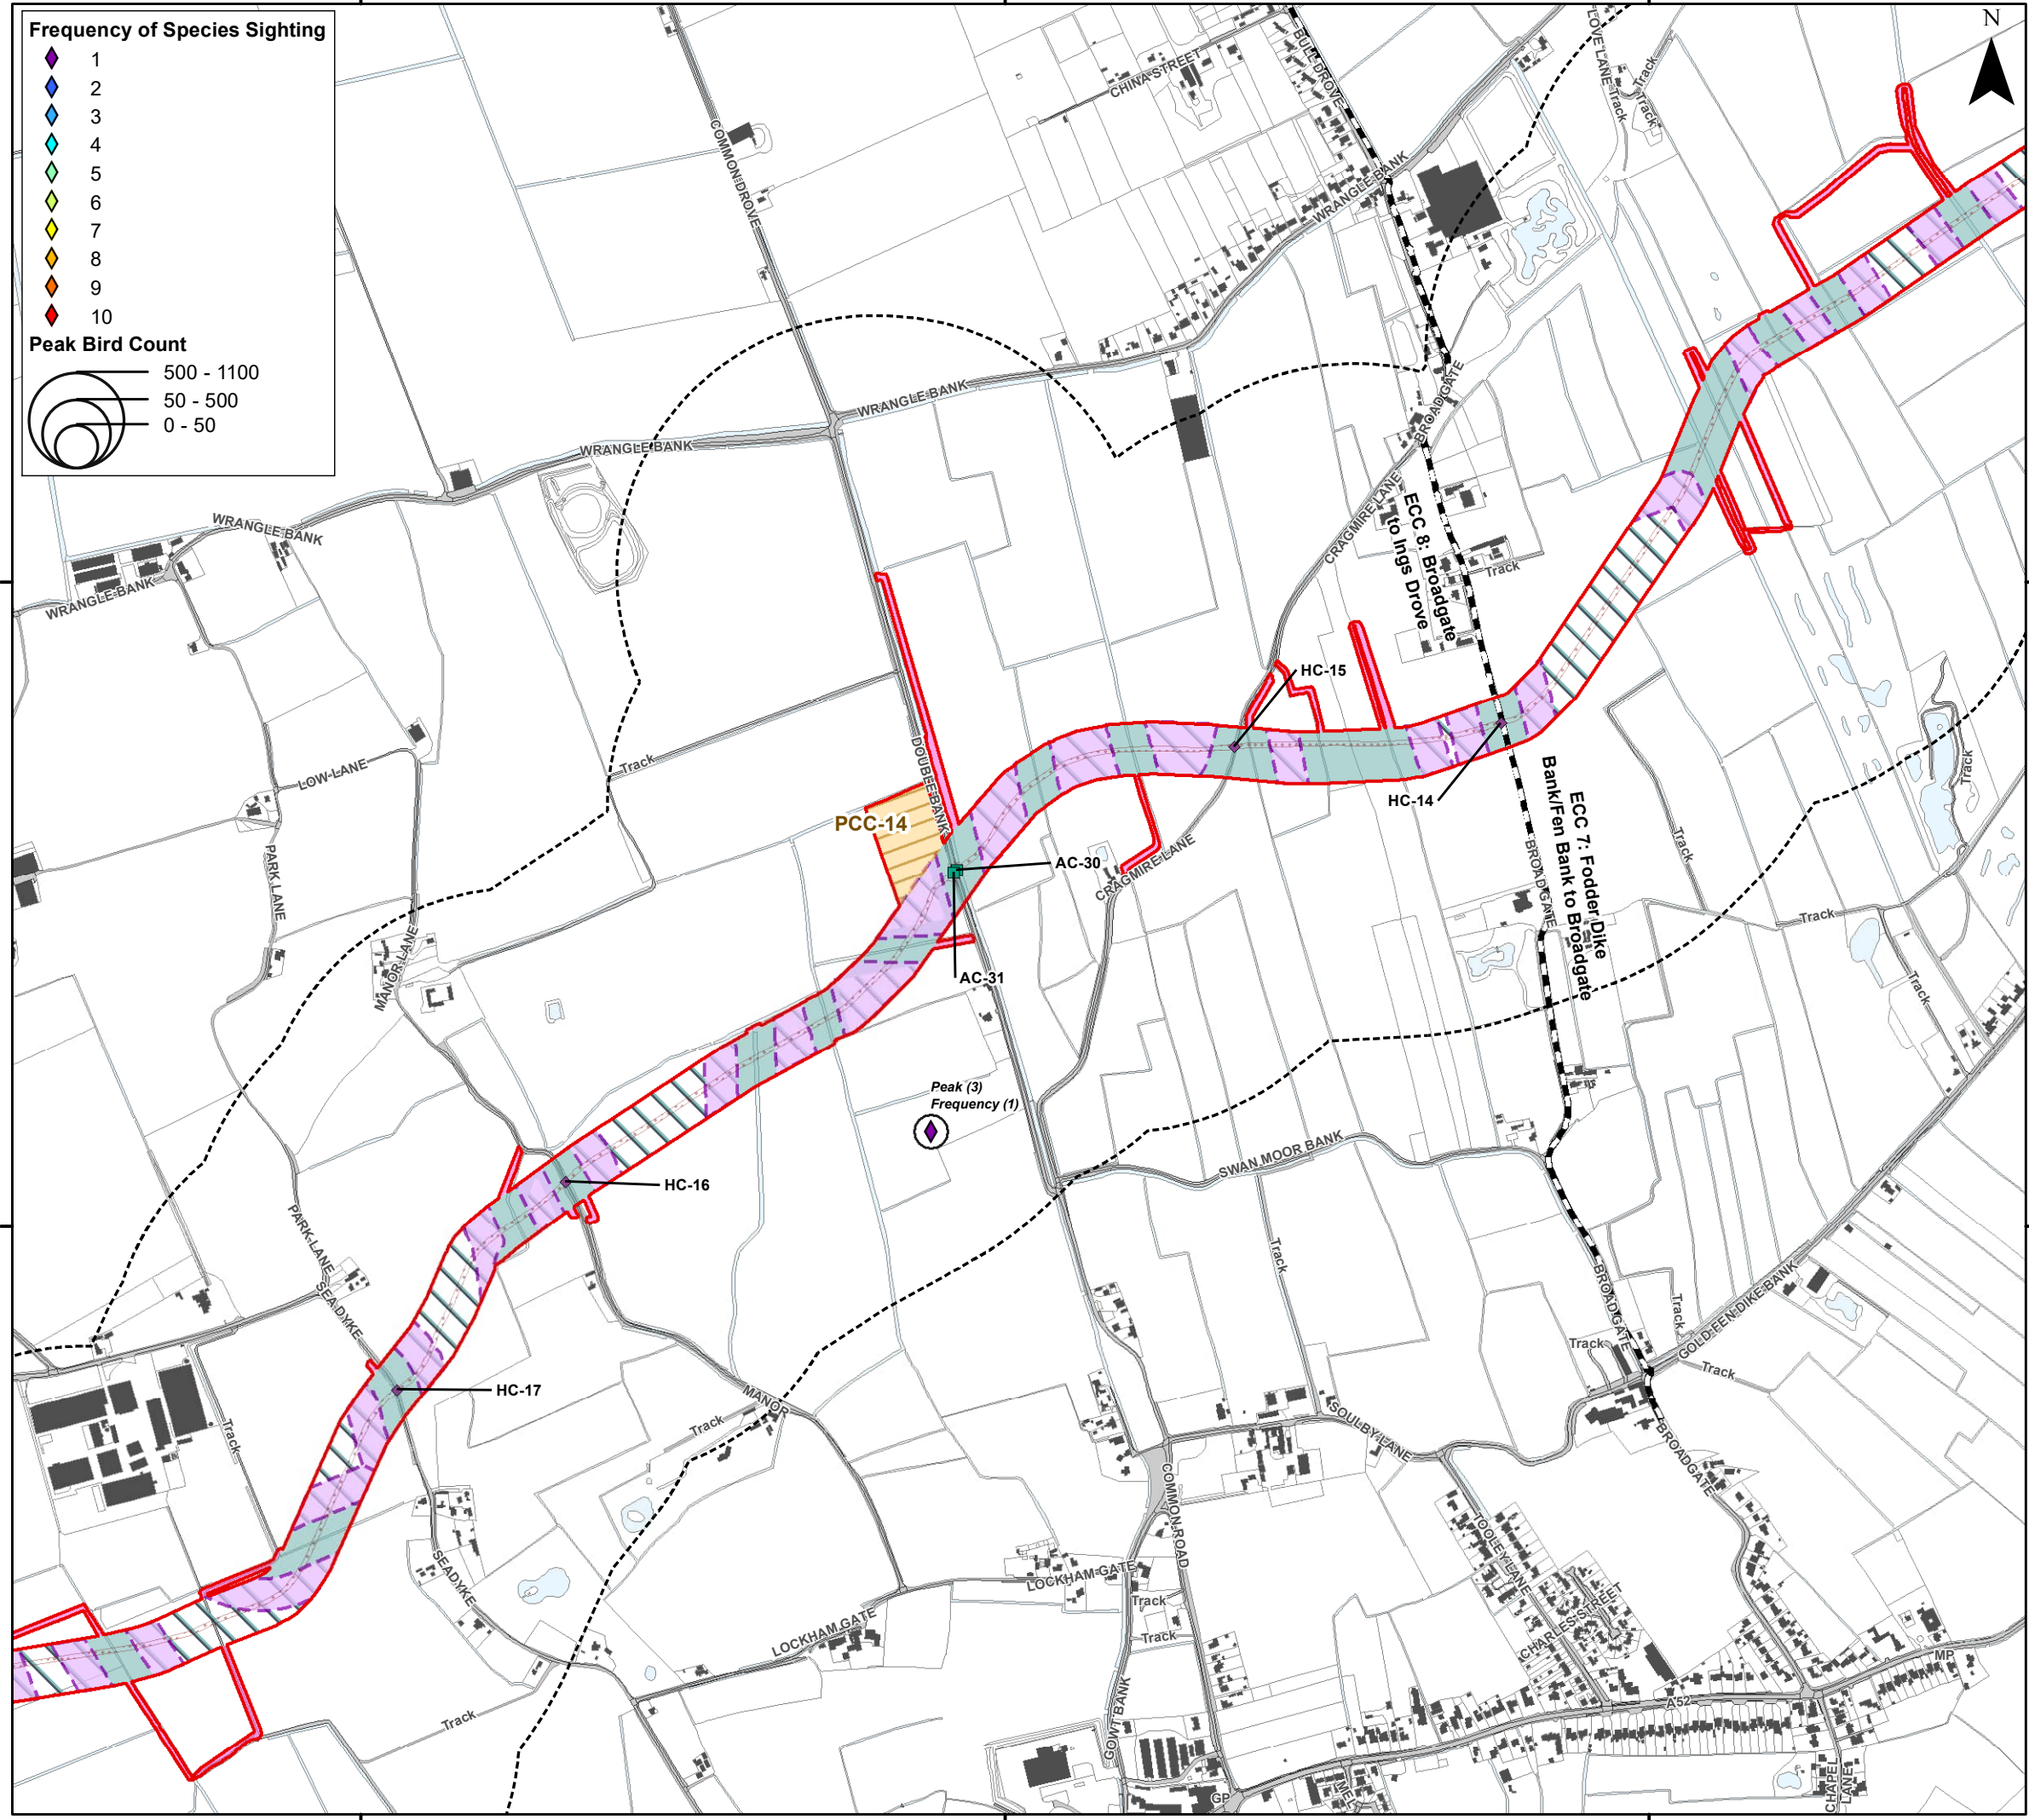 Frequency of Species Sighting
1
2
3
4
5
6
7
8
9
10
Peak Bird Count
500 - 1100
50 - 500
0 - 50
N
CHINA STREET
BULL DROVE
LOVE LANE
Track
Track
Track
COMMON DROVE
WRANGLE BANK
WRANGLE BANK
WRANGLE BANK
WRANGLE BANK
WRANGLE BANK
BROADGATE
CRAGMIRE LANE
ECC 8: Broadgate
to Ings Drove
Track
HC-15
DOUBLE BANK
Track
LOW LANE
PCC-14
HC-14
ECC 7: Fodder Dike
Bank/Fen Bank to Broadgate
BROADGATE
Track
Track
Track
Track
AC-30
CRAGMIRE LANE
PARK LANE
MANOR LANE
AC-31
Peak (3)
Frequency (1)
SWAN MOOR BANK
HC-16
PARK LANE
SEA DYKE
Track
BROADGATE
Track
GOLD FEN DIKE BANK
Track
Track
HC-17
MANOR
Track
Track
SOULBY LANE
BROADGATE
COMMON ROAD
TOOLEY LANE
SEADYKE
LOCKHAM GATE
Track
CHARLES STREET
LOCKHAM GATE
Track
MP
A52
Track
GOWT BANK
GP
MEL
CHAPEL
LANE